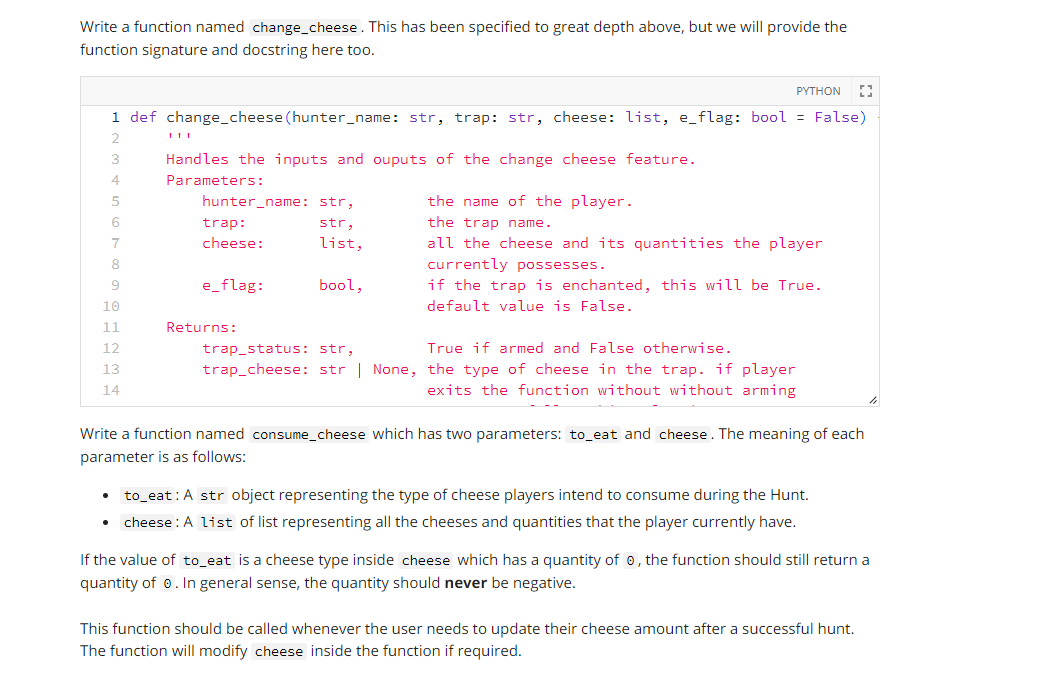 Write a function named change_cheese. This has been specified to great depth above, but we will provide the
function signature and docstring here too.
PYTHON
1 def change_cheese(hunter_name: str, trap: str, cheese: list, e_flag: bool = False)
2     '''
3     Handles the inputs and ouputs of the change cheese feature.
4     Parameters:
5         hunter_name: str,        the name of the player.
6         trap:        str,        the trap name.
7         cheese:      list,       all the cheese and its quantities the player
8                                  currently possesses.
9         e_flag:      bool,       if the trap is enchanted, this will be True.
10                                 default value is False.
11     Returns:
12         trap_status: str,        True if armed and False otherwise.
13         trap_cheese: str | None, the type of cheese in the trap. if player
14                                  exits the function without without arming
Write a function named consume_cheese which has two parameters: to_eat and cheese. The meaning of each
parameter is as follows:
• to_eat: A str object representing the type of cheese players intend to consume during the Hunt.
• cheese: A list of list representing all the cheeses and quantities that the player currently have.
If the value of to_eat is a cheese type inside cheese which has a quantity of 0, the function should still return a
quantity of 0. In general sense, the quantity should never be negative.
This function should be called whenever the user needs to update their cheese amount after a successful hunt.
The function will modify cheese inside the function if required.